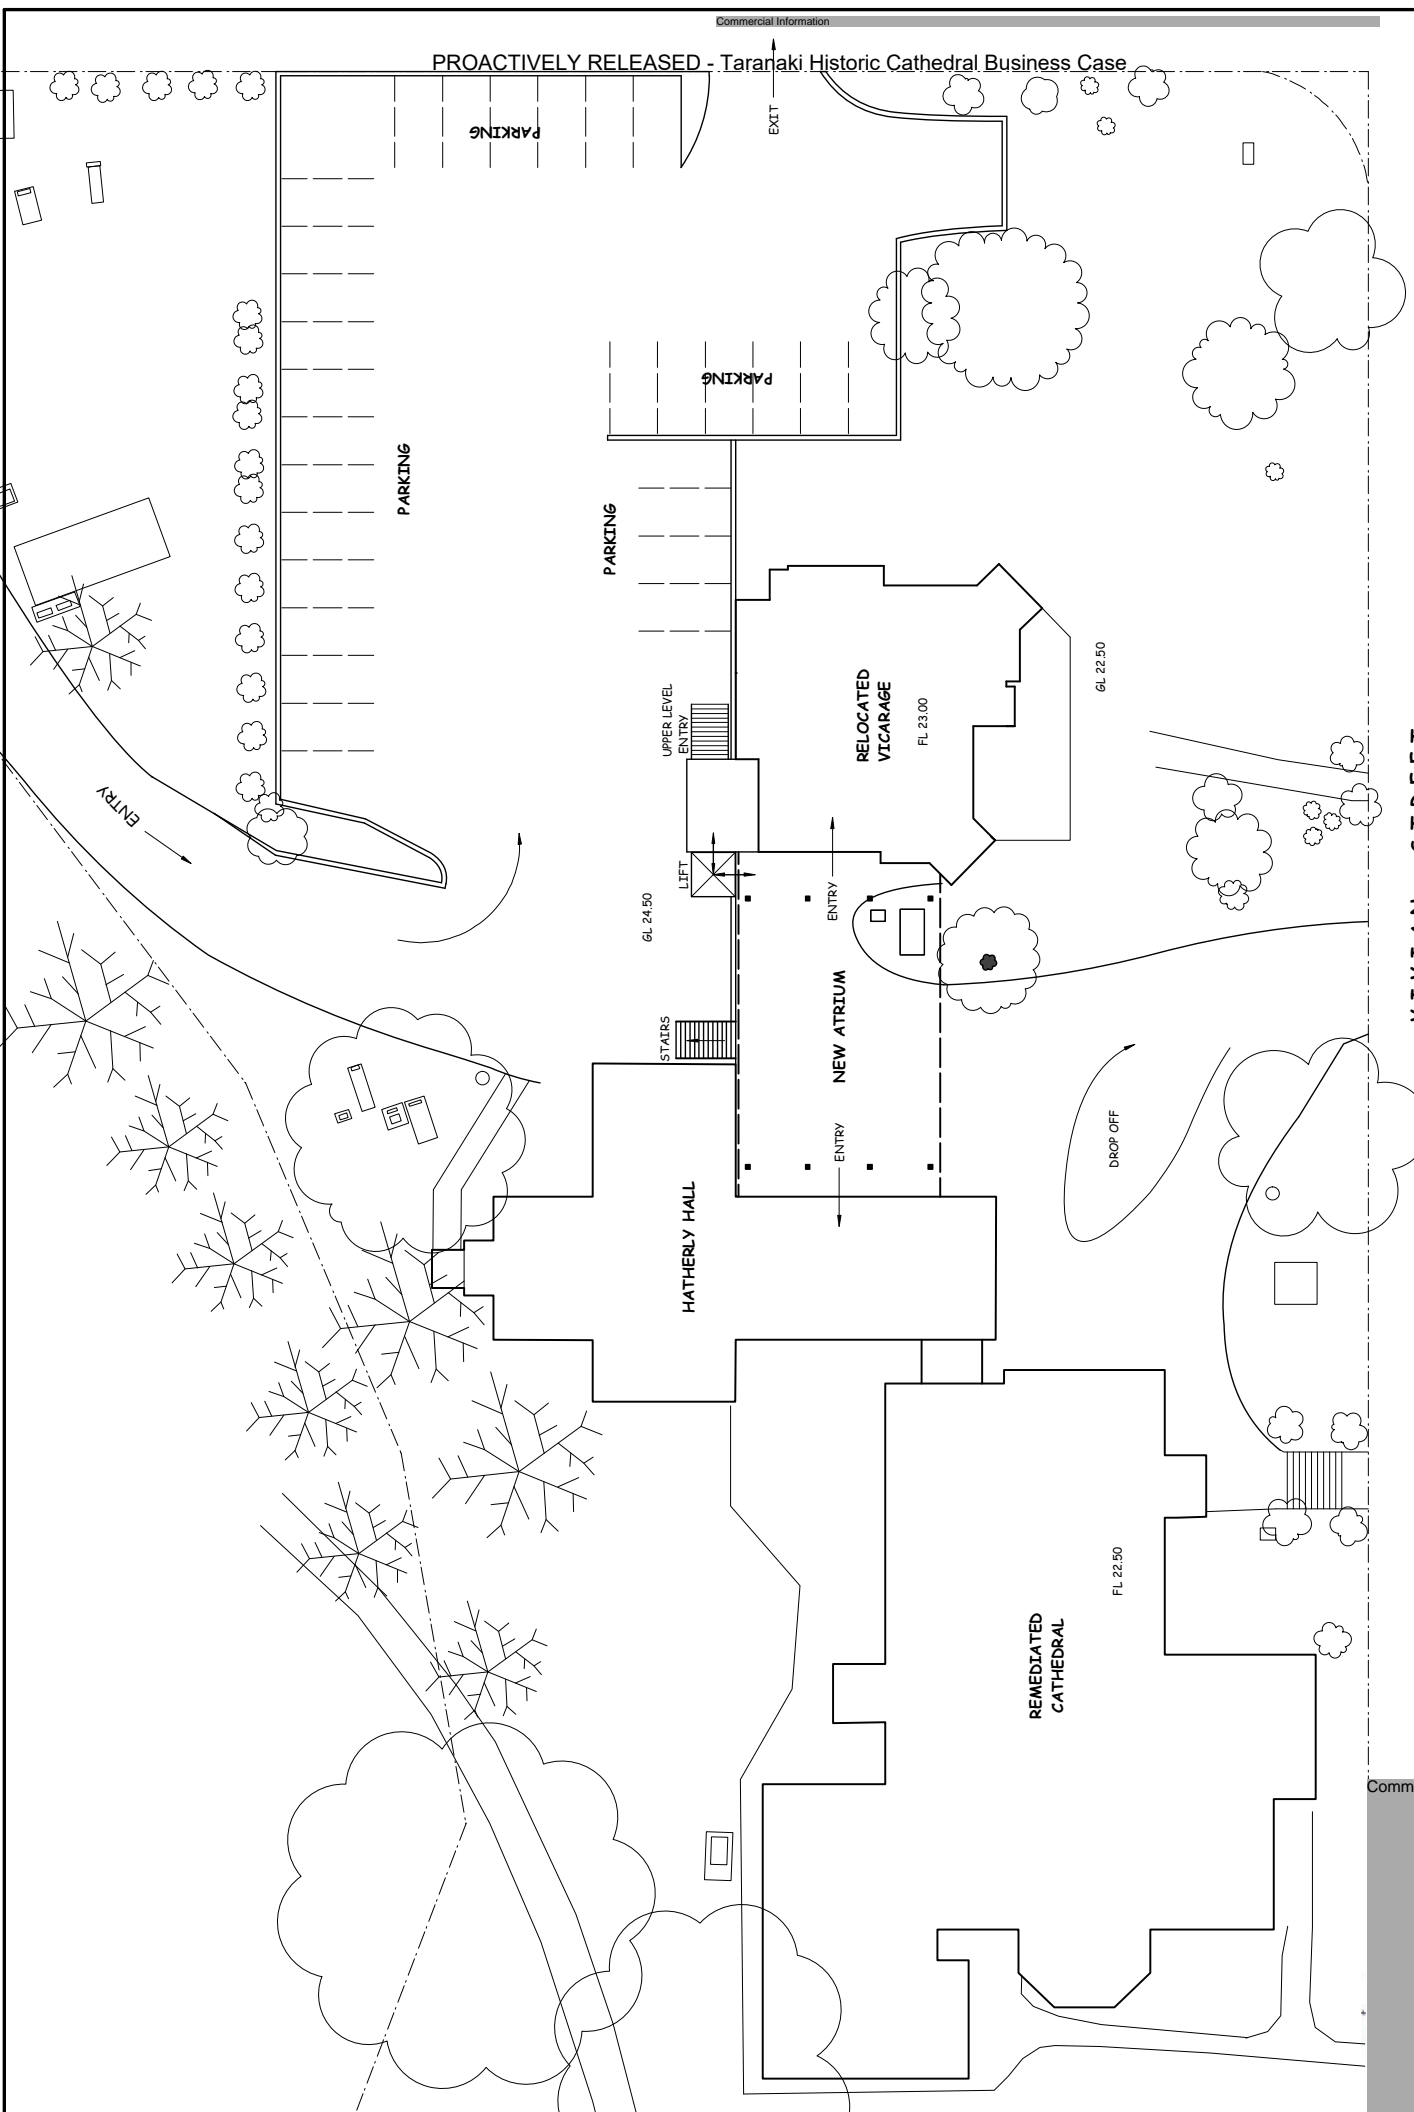 Commercial Information
PROACTIVELY RELEASED - Taranaki Historic Cathedral Business Case
EXIT
PARKING
PARKING
PARKING
PARKING
ENTRY
UPPER LEVEL
ENTRY
RELOCATED
VICARAGE
FL 23.00
GL 22.50
LIFT
GL 24.50
ENTRY
STAIRS
NEW ATRIUM
ENTRY
DROP OFF
HATHERLY HALL
FL 22.50
REMEDIATED
CATHEDRAL
Comm